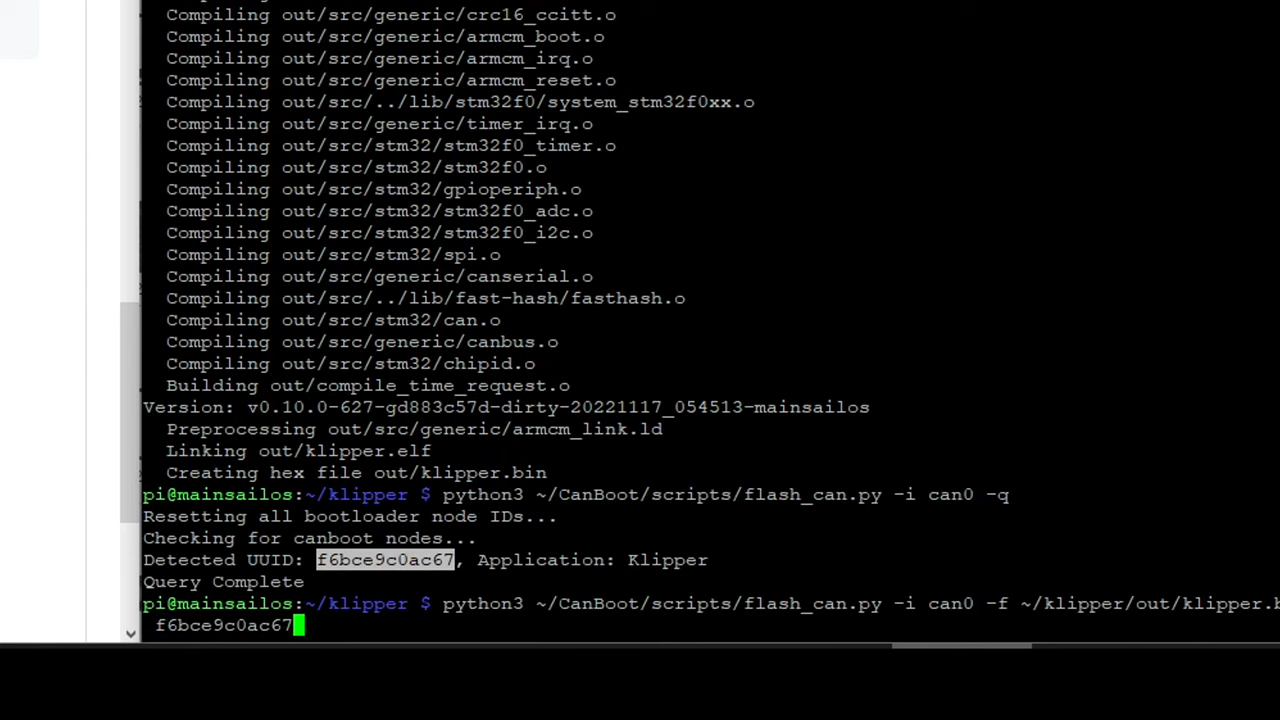 Compiling out/src/generic/crc16_ccitt.o
Compiling out/src/generic/armcm_boot.o
Compiling out/src/generic/armcm_irq.o
Compiling out/src/generic/armcm_reset.o
Compiling out/src/../lib/stm32f0/system_stm32f0xx.o
Compiling out/src/generic/timer_irq.o
Compiling out/src/stm32/stm32f0_timer.o
Compiling out/src/stm32/stm32f0.o
Compiling out/src/stm32/gpioperiph.o
Compiling out/src/stm32/stm32f0_adc.o
Compiling out/src/stm32/stm32f0_i2c.o
Compiling out/src/stm32/spi.o
Compiling out/src/generic/canserial.o
Compiling out/src/../lib/fast-hash/fasthash.o
Compiling out/src/stm32/can.o
Compiling out/src/generic/canbus.o
Compiling out/src/stm32/chipid.o
Building out/compile_time_request.o
Version: v0.10.0-627-gd883c57d-dirty-20221117_054513-mainsailos
Preprocessing out/src/generic/armcm_link.ld
Linking out/klipper.elf
Creating hex file out/klipper.bin
pi@mainsailos:~/klipper $ python3 ~/CanBoot/scripts/flash_can.py -i can0 -q
Resetting all bootloader node IDs...
Checking for canboot nodes...
Detected UUID: f6bce9c0ac67, Application: Klipper
Query Complete
pi@mainsailos:~/klipper $ python3 ~/CanBoot/scripts/flash_can.py -i can0 -f ~/klipper/out/klipper.b
f6bce9c0ac67